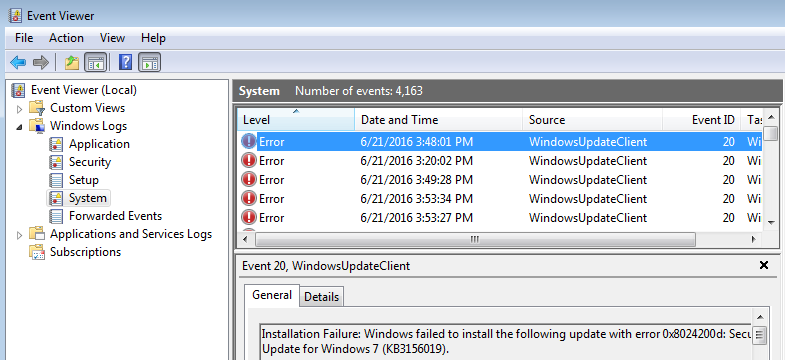 Event Viewer
File Action View Help
Event Viewer (Local)
Custom Views
Windows Logs
Application
Security
Setup
System
Forwarded Events
Applications and Services Logs
Subscriptions
System Number of events: 4,163
Level Date and Time Source Event ID Tas
Error 6/21/2016 3:48:01 PM WindowsUpdateClient 20 Wi
Error 6/21/2016 3:20:02 PM WindowsUpdateClient 20 Wi
Error 6/21/2016 3:49:28 PM WindowsUpdateClient 20 Wi
Error 6/21/2016 3:53:34 PM WindowsUpdateClient 20 Wi
Error 6/21/2016 3:53:27 PM WindowsUpdateClient 20 Wi
Event 20, WindowsUpdateClient
General Details
Installation Failure: Windows failed to install the following update with error 0x8024200d: Secu
Update for Windows 7 (KB3156019).